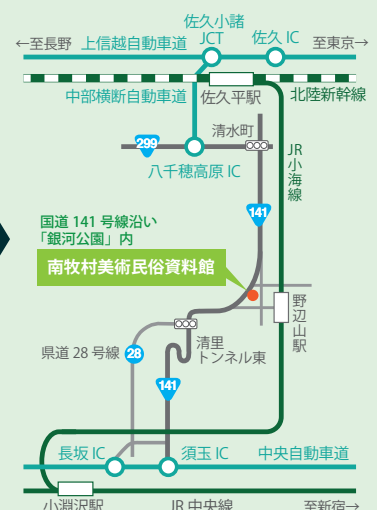 佐久小諸
JCT
←至長野 上信越自動車道
佐久 IC
至東京→
中部横断自動車道
佐久平駅
北陸新幹線
清水町
299
JR小海線
八千穂高原 IC
141
国道 141 号線沿い
「銀河公園」内
南牧村美術民俗資料館
野辺山駅
清里
トンネル東
県道 28 号線
28
141
長坂 IC
須玉 IC
中央自動車道
小淵沢駅
JR 中央線
至新宿→